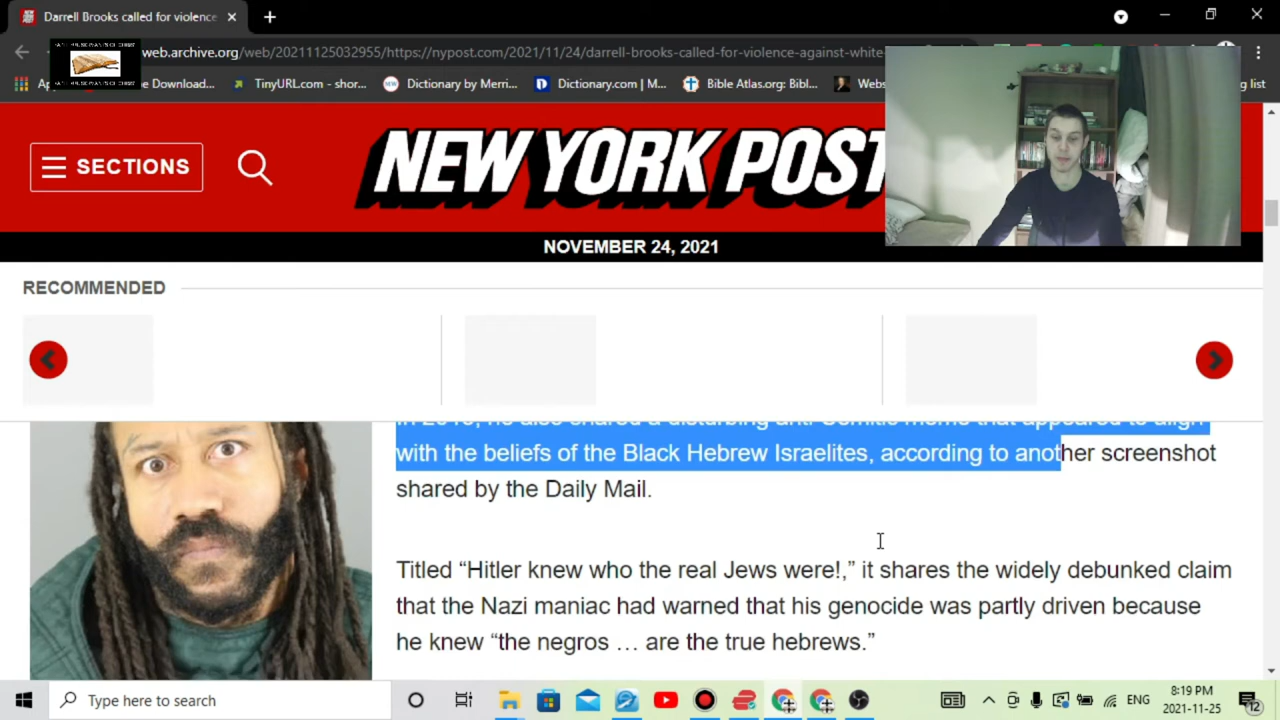 Darrell Brooks called for violence
web.archive.org/web/20211125032955/https://nypost.com/2021/11/24/darrell-brooks-called-for-violence-against-white-
Download...
TinyURL.com - shor...
Dictionary by Merri...
Dictionary.com | M...
Bible Atlas.org: Bibl...
SECTIONS
NEW YORK POST
NOVEMBER 24, 2021
RECOMMENDED
with the beliefs of the Black Hebrew Israelites, according to another screenshot
shared by the Daily Mail.
Titled “Hitler knew who the real Jews were!,” it shares the widely debunked claim
that the Nazi maniac had warned that his genocide was partly driven because
he knew “the negros … are the true hebrews.”
Type here to search
ENG
8:19 PM
2021-11-25
12